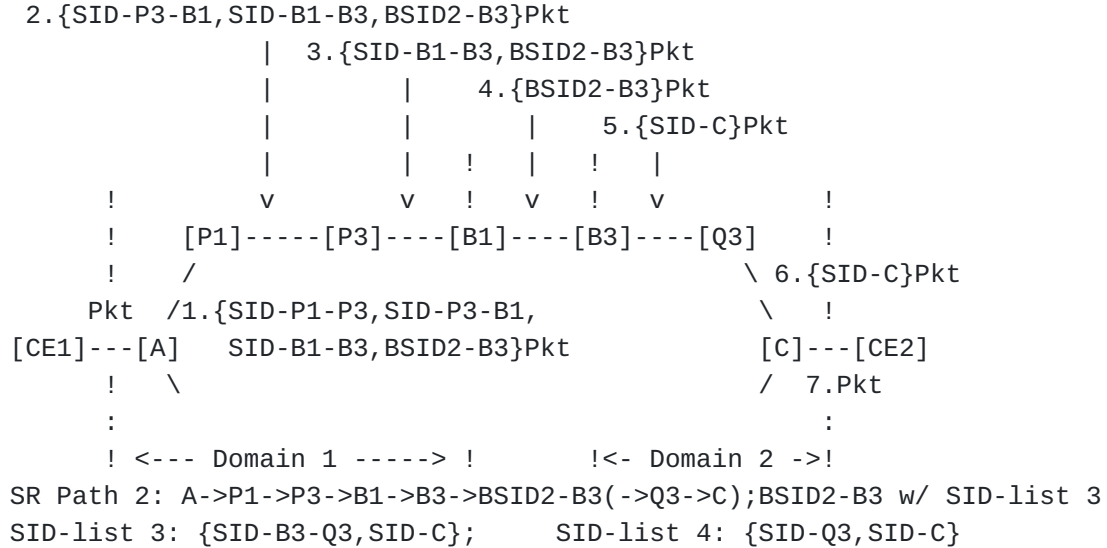 2.{SID-P3-B1,SID-B1-B3,BSID2-B3}Pkt
                |  3.{SID-B1-B3,BSID2-B3}Pkt
                |        |    4.{BSID2-B3}Pkt
                |        |       |    5.{SID-C}Pkt
                |        |   !   |   !   |
      !         v        v   !   v   !   v          !
      !    [P1]-----[P3]----[B1]----[B3]----[Q3]    !
      !    /                                   \ 6.{SID-C}Pkt
     Pkt  /1.{SID-P1-P3,SID-P3-B1,              \   !
[CE1]---[A]   SID-B1-B3,BSID2-B3}Pkt            [C]---[CE2]
      !   \                                     /  7.Pkt
      :                                             :
      ! <--- Domain 1 -----> !       !<- Domain 2 ->!
SR Path 2: A->P1->P3->B1->B3->BSID2-B3(->Q3->C);BSID2-B3 w/ SID-list 3
SID-list 3: {SID-B3-Q3,SID-C};     SID-list 4: {SID-Q3,SID-C}